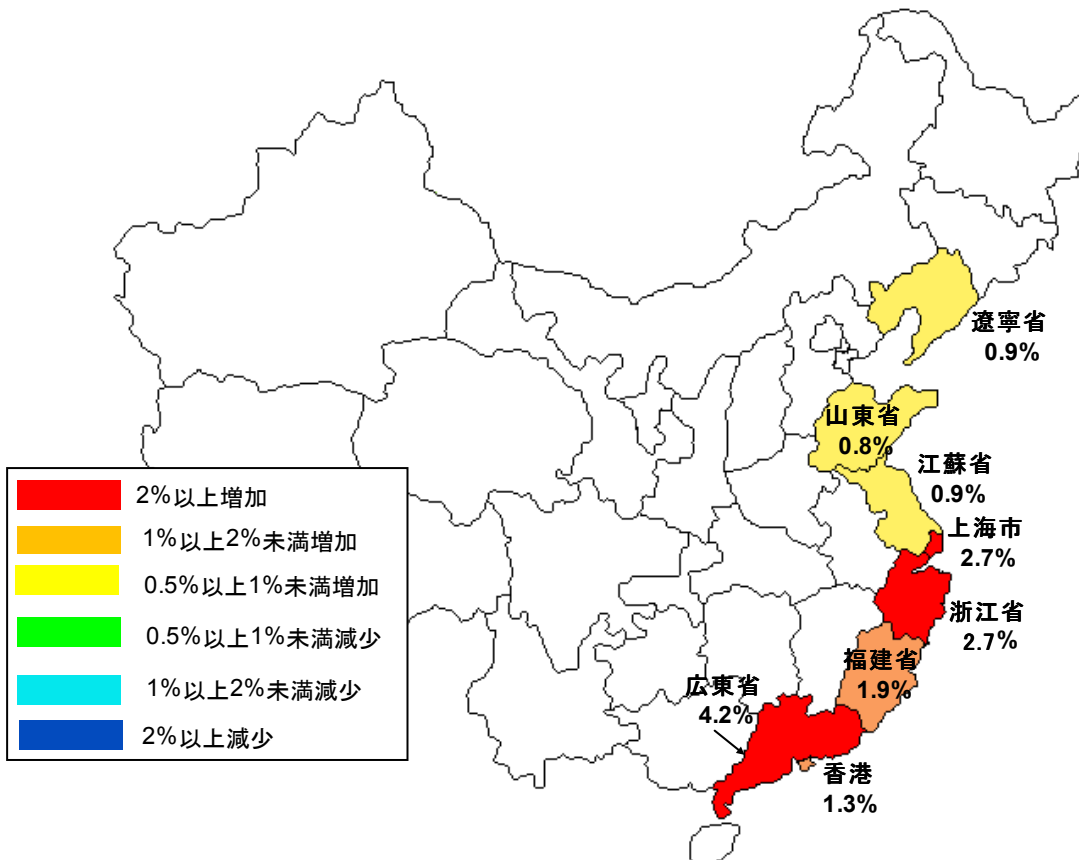 遼寧省
0.9%
山東省
0.8%
江蘇省
0.9%
上海市
2.7%
浙江省
2.7%
福建省
1.9%
広東省
4.2%
香港
1.3%
2%以上増加
1%以上2%未満増加
0.5%以上1%未満増加
0.5%以上1%未満減少
1%以上2%未満減少
2%以上減少